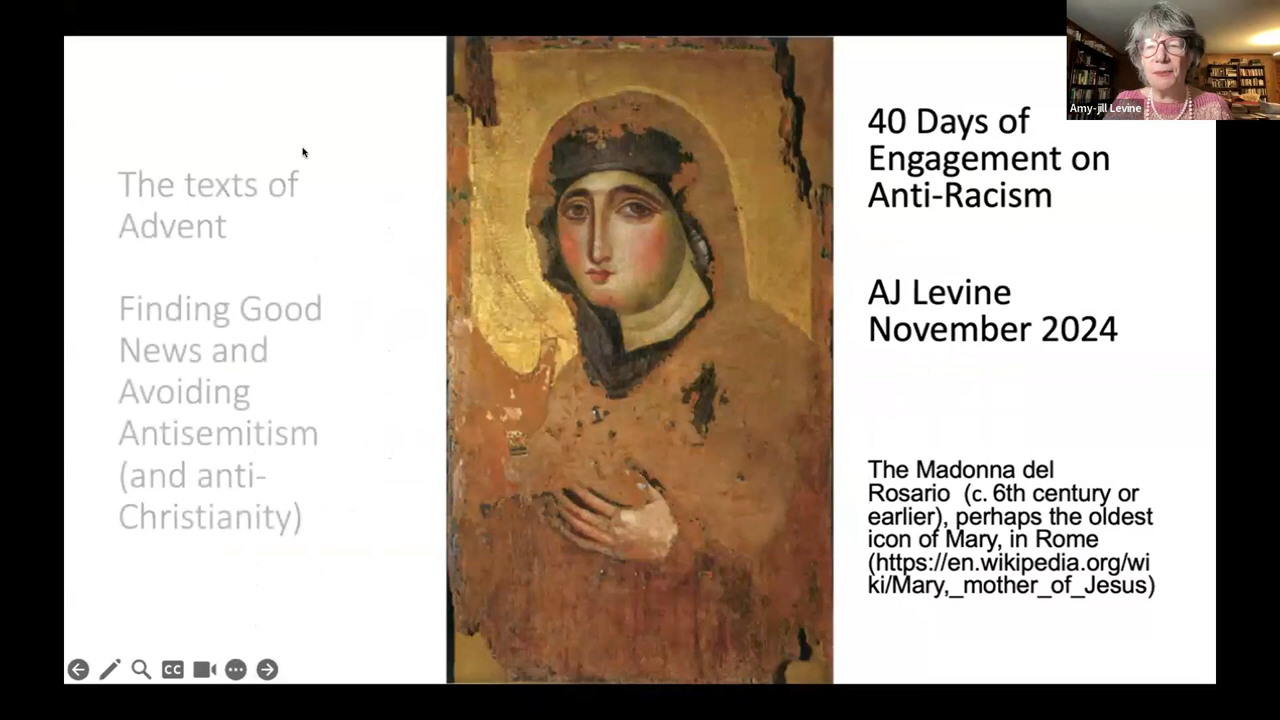 The texts of
Advent
Finding Good
News and
Avoiding
Antisemitism
(and anti-
Christianity)
40 Days of
Engagement on
Anti-Racism
AJ Levine
November 2024
The Madonna del
Rosario (c. 6th century or
earlier), perhaps the oldest
icon of Mary, in Rome
(https://en.wikipedia.org/wi
ki/Mary,_mother_of_Jesus)
Amy-jill Levine
CC